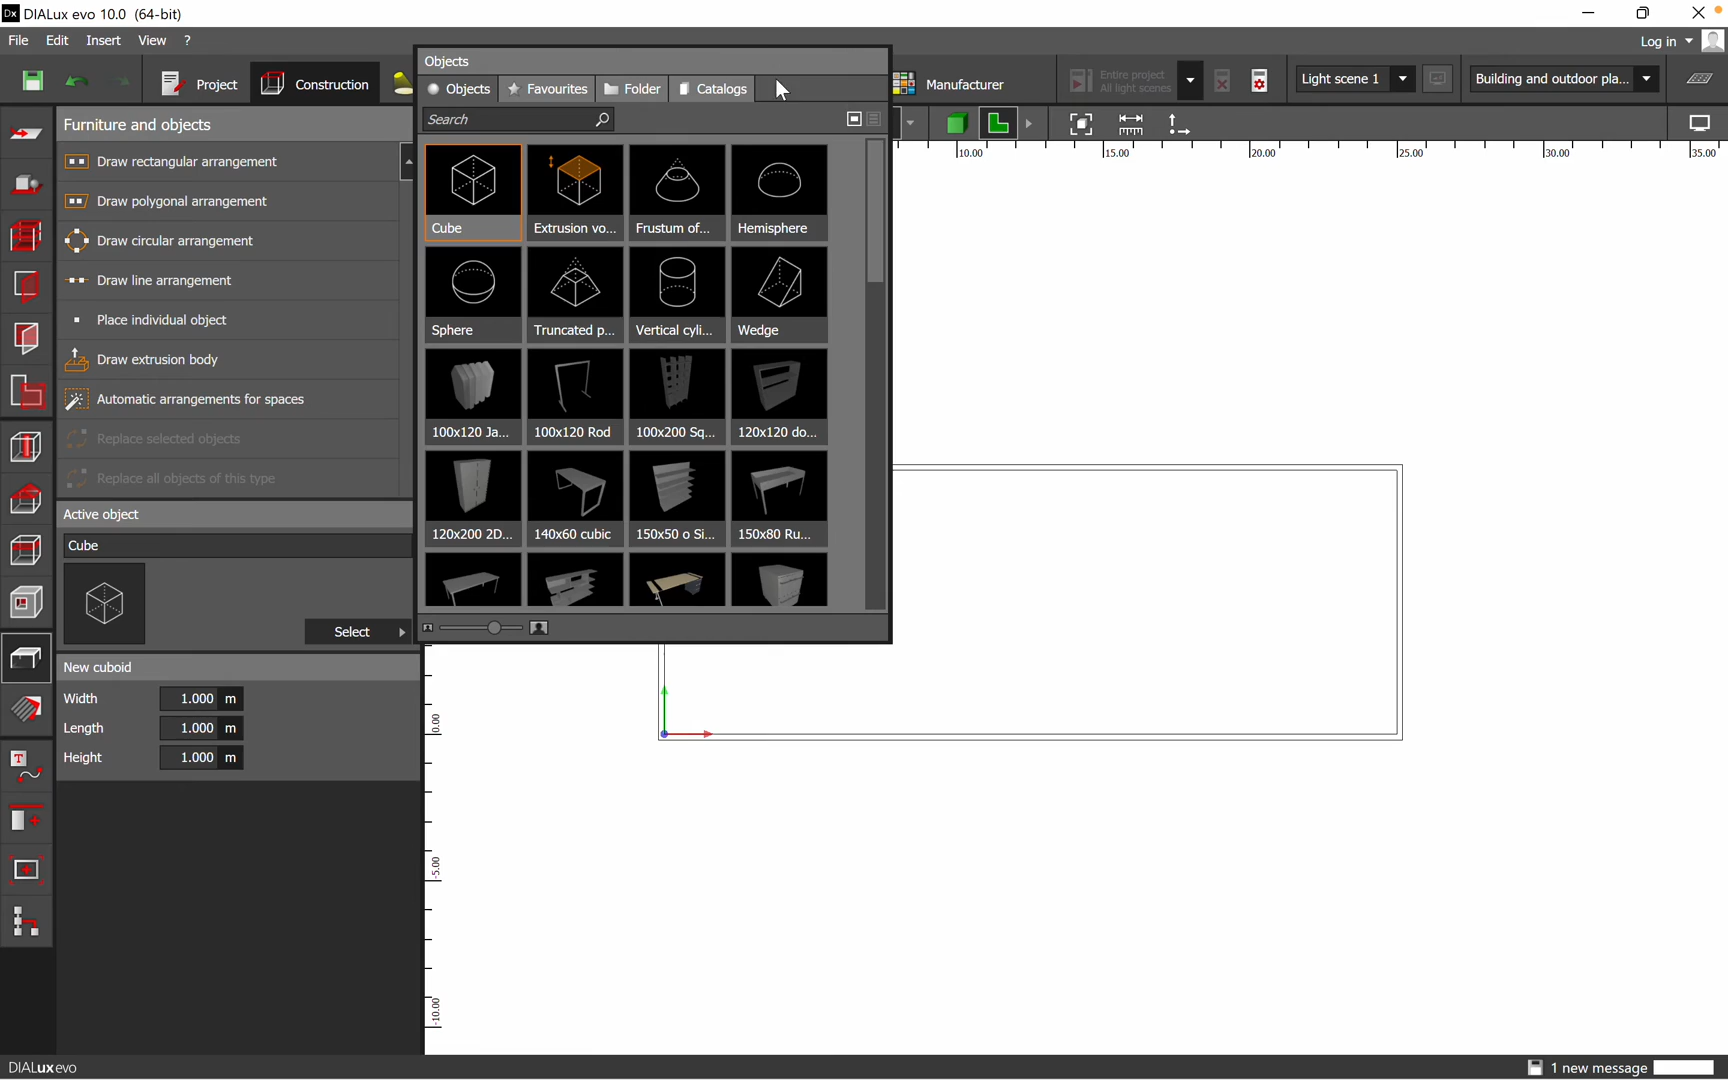 Dx DIALux evo 10.0 (64-bit)
File Edit Insert View ?
Log in
Project
Construction
Manufacturer
Entire project
All light scenes
Light scene 1
Building and outdoor pla...
Objects
Objects Favourites Folder Catalogs
Search
Furniture and objects
Draw rectangular arrangement
Draw polygonal arrangement
Draw circular arrangement
Draw line arrangement
Place individual object
Draw extrusion body
Automatic arrangements for spaces
Replace selected objects
Replace all objects of this type
Active object
Cube
Select
New cuboid
Width 1.000 m
Length 1.000 m
Height 1.000 m
Cube Extrusion vo... Frustum of... Hemisphere
Sphere Truncated p... Vertical cyli... Wedge
100x120 Ja... 100x120 Rod 100x200 Sq... 120x120 do...
120x200 2D... 140x60 cubic 150x50 o Si... 150x80 Ru...
10.00 15.00 20.00 25.00 30.00 35.00
0.00
-5.00
-10.00
T
DIALux evo
1 new message